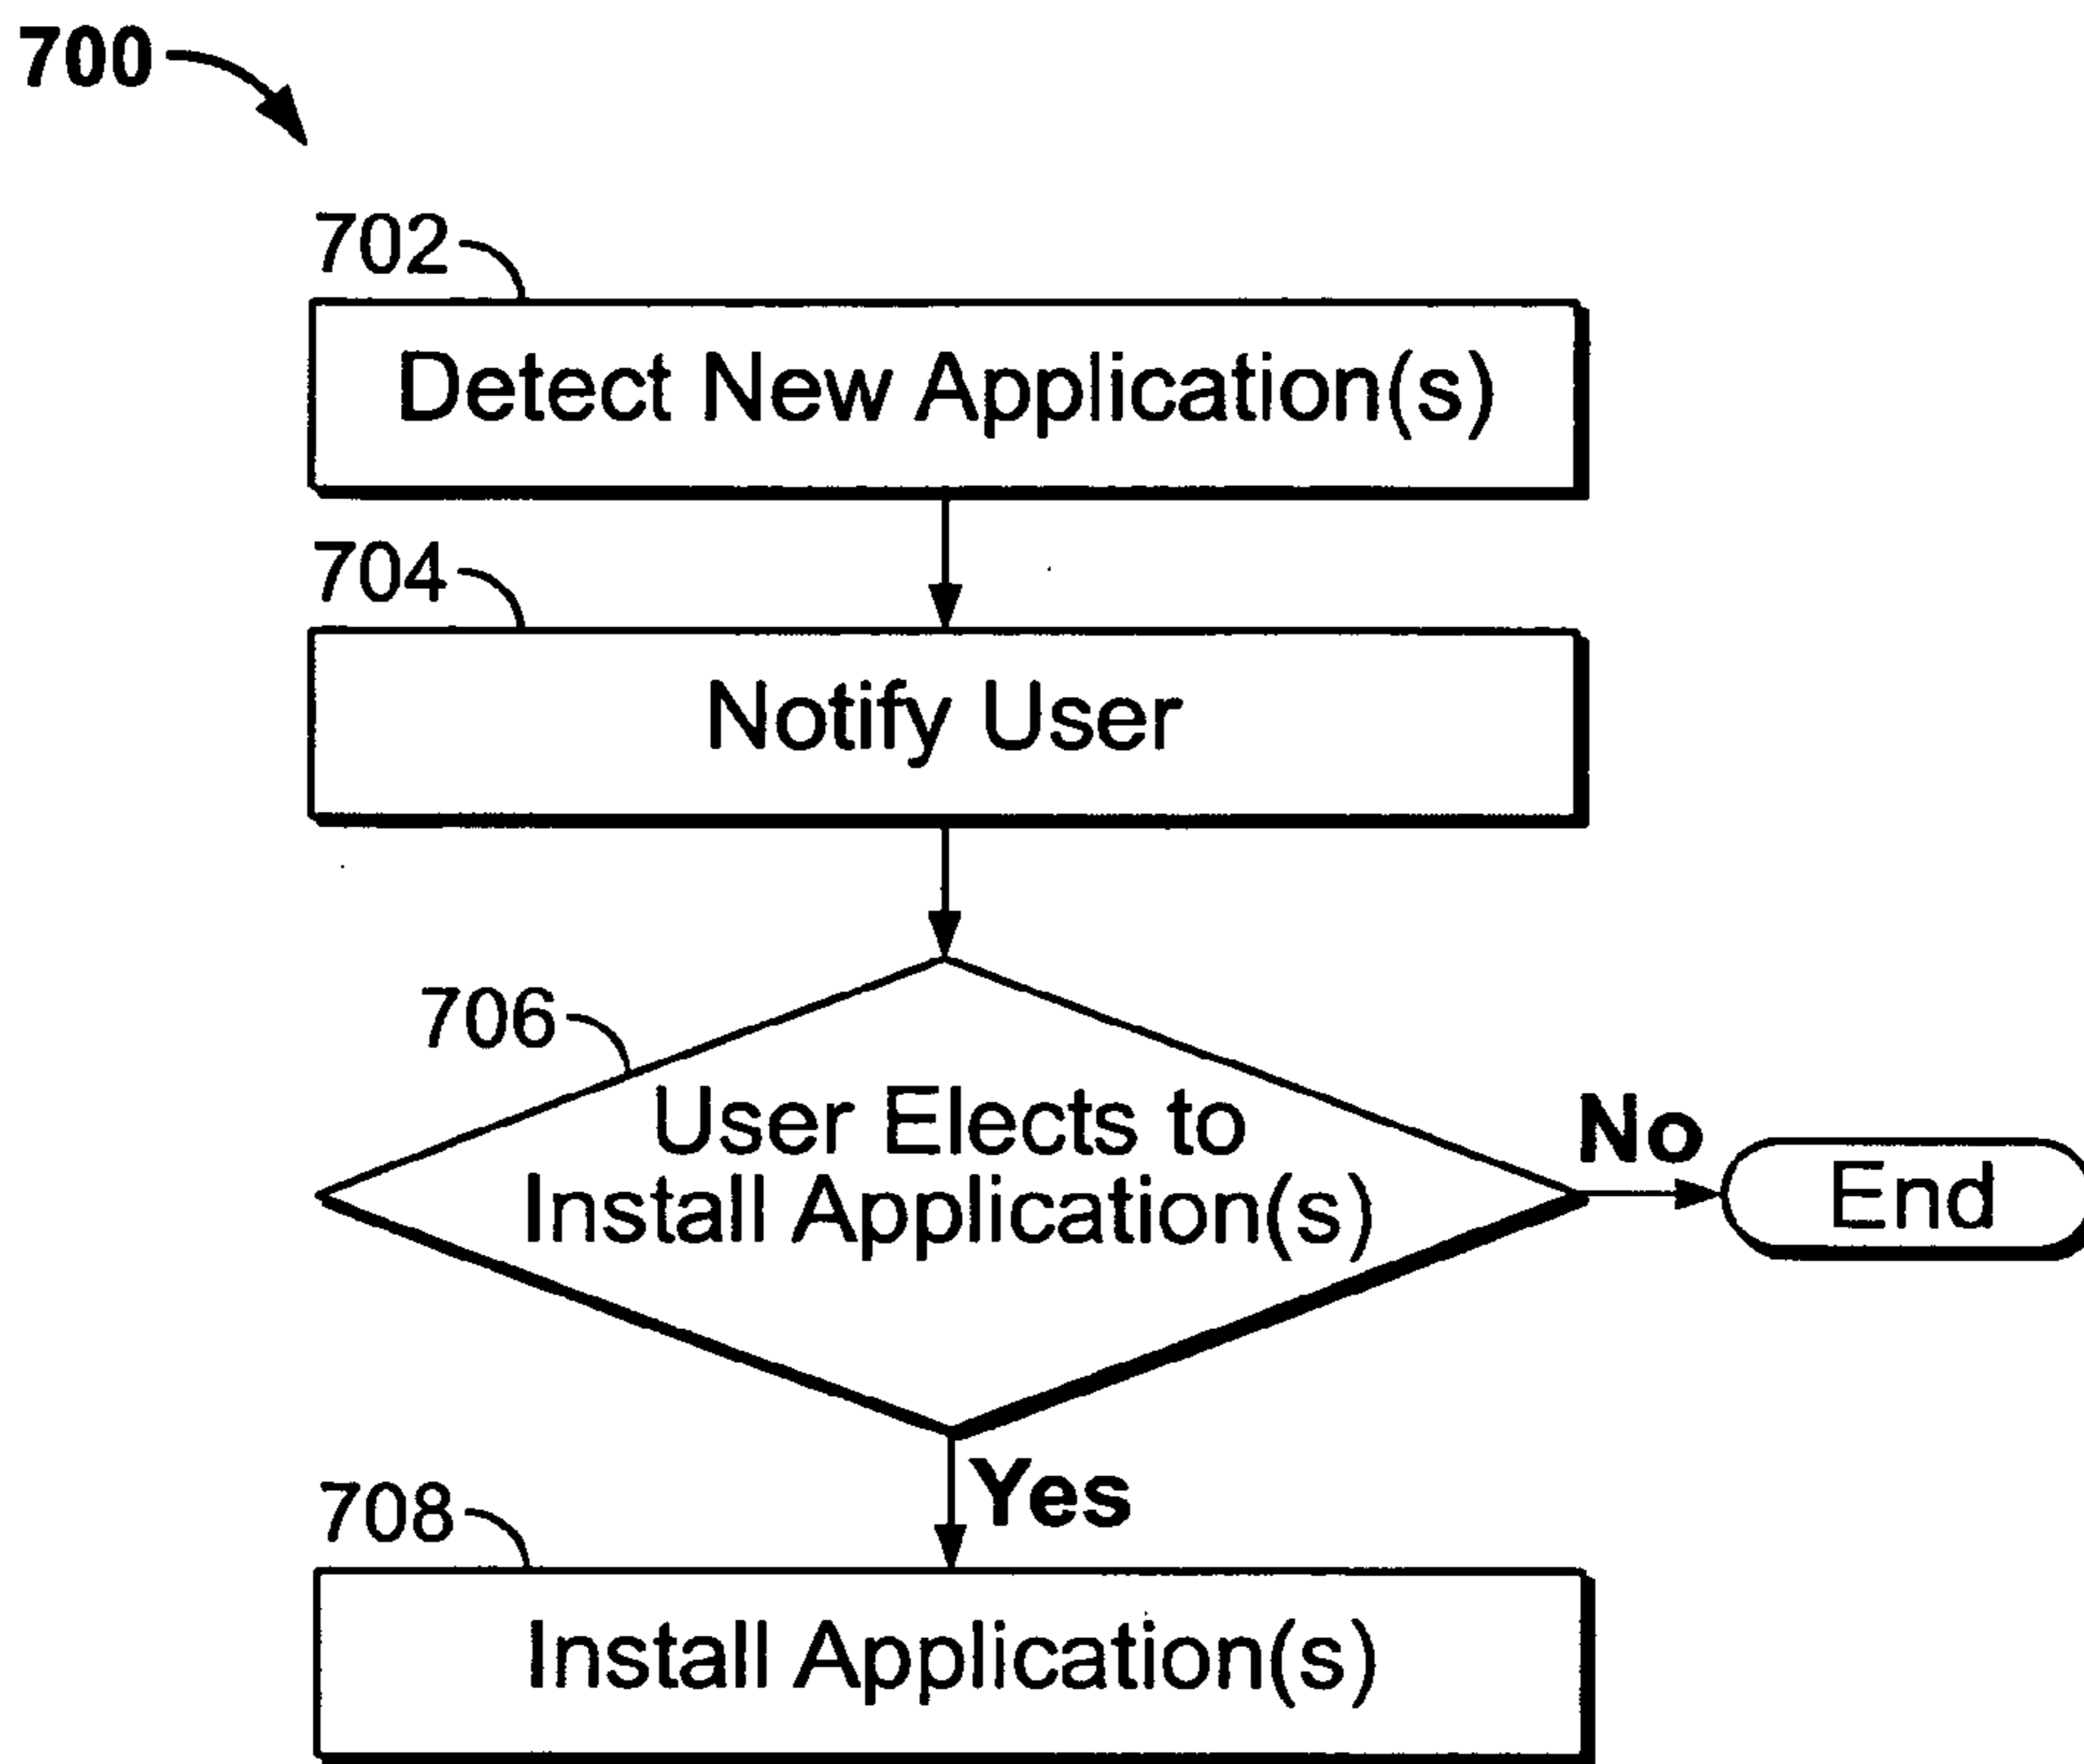 700
702
Detect New Application(s)
704
Notify User
706
User Elects to
Install Application(s)
No
End
Yes
708
Install Application(s)